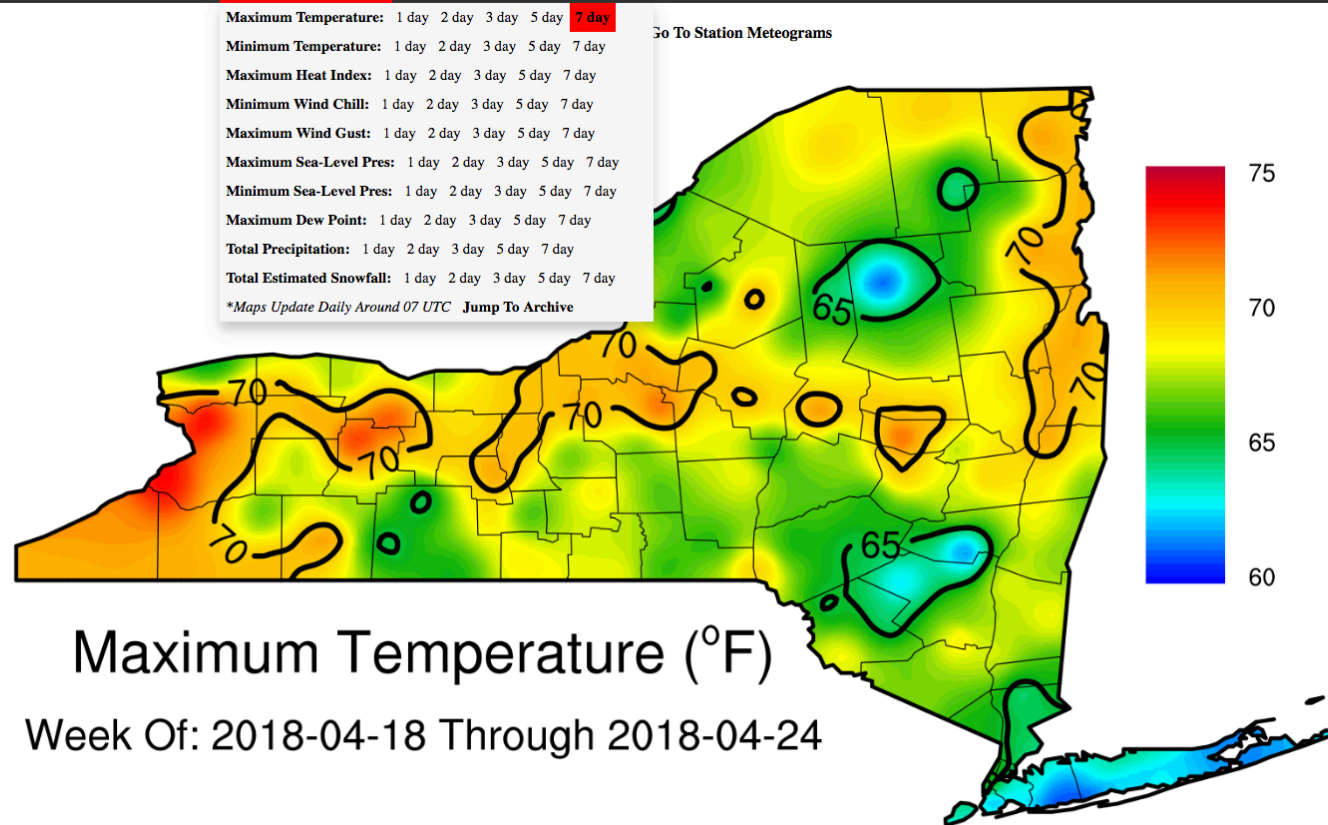 Maximum Temperature: 1 day 2 day 3 day 5 day 7 day
Go To Station Meteograms
Minimum Temperature: 1 day 2 day 3 day 5 day 7 day
Maximum Heat Index: 1 day 2 day 3 day 5 day 7 day
Minimum Wind Chill: 1 day 2 day 3 day 5 day 7 day
Maximum Wind Gust: 1 day 2 day 3 day 5 day 7 day
Maximum Sea-Level Pres: 1 day 2 day 3 day 5 day 7 day
Minimum Sea-Level Pres: 1 day 2 day 3 day 5 day 7 day
Maximum Dew Point: 1 day 2 day 3 day 5 day 7 day
Total Precipitation: 1 day 2 day 3 day 5 day 7 day
Total Estimated Snowfall: 1 day 2 day 3 day 5 day 7 day
*Maps Update Daily Around 07 UTC Jump To Archive
75
70
65
70
65
60
70
70
70
70
70
70
65
Maximum Temperature (°F)
Week Of: 2018-04-18 Through 2018-04-24